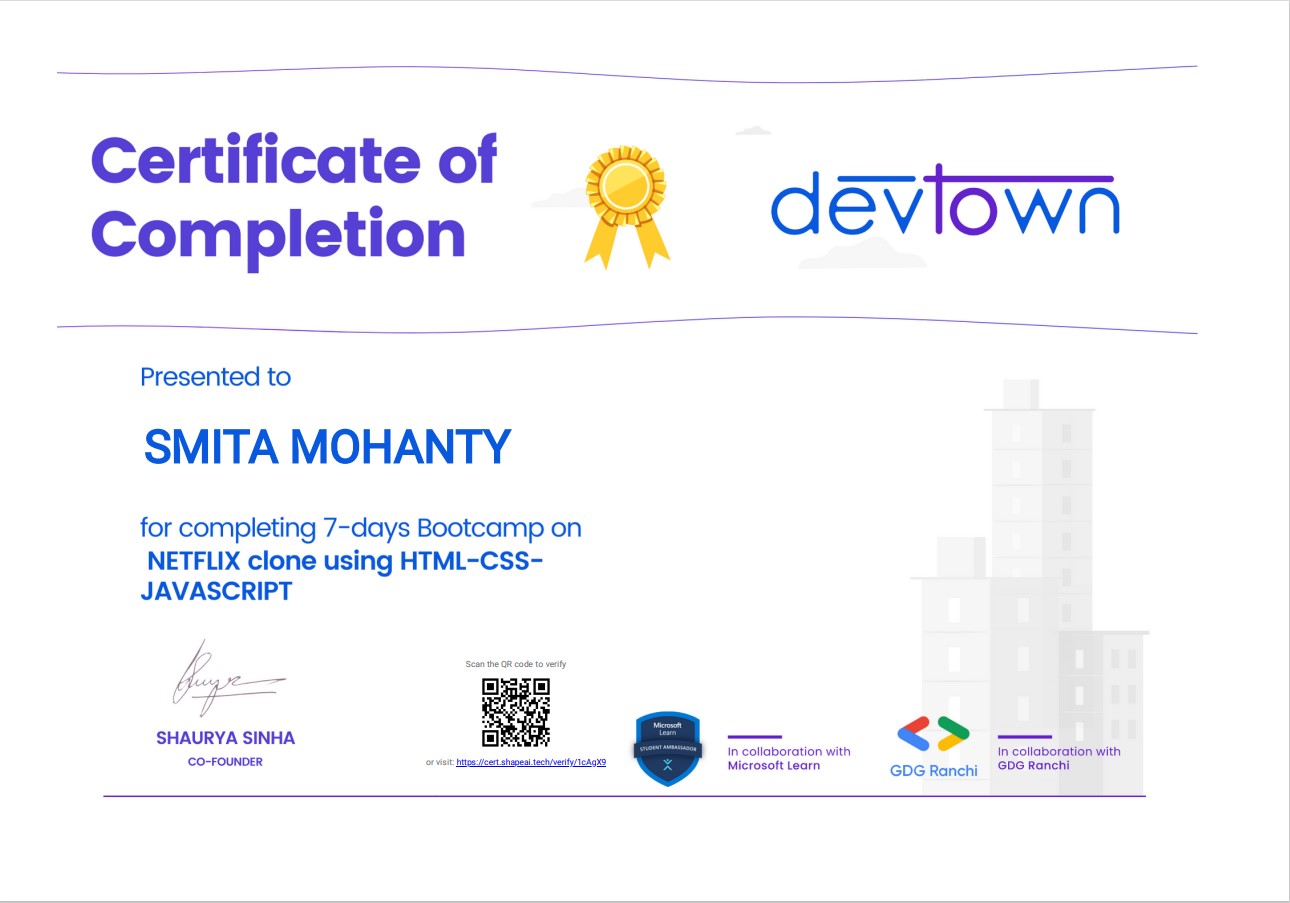 Certificate of
Completion
devtown
Presented to
SMITA MOHANTY
for completing 7-days Bootcamp on
NETFLIX clone using HTML-CSS-
JAVASCRIPT
SHAURYA SINHA
CO-FOUNDER
Scan the QR code to verify
or visit: https://cert.shapeai.tech/verify/1cAgX9
Microsoft
Learn
STUDENT AMBASSADOR
In collaboration with
Microsoft Learn
GDG Ranchi
In collaboration with
GDG Ranchi